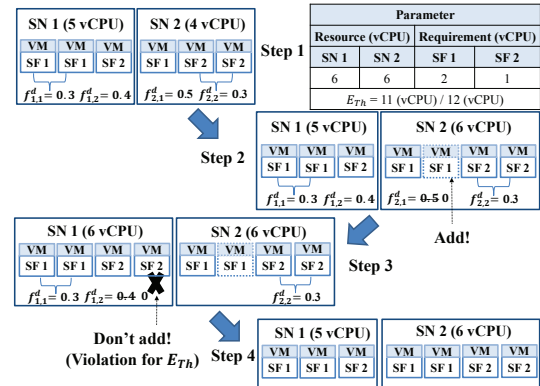 SN 1 (5 vCPU)
VM VM VM
SF 1 SF 1 SF 2
f^d_{1,1} = 0.3 f^d_{1,2} = 0.4
SN 2 (4 vCPU)
VM VM VM
SF 1 SF 2 SF 2
f^d_{2,1} = 0.5 f^d_{2,2} = 0.3
Step 1
Parameter
Resource (vCPU) Requirement (vCPU)
SN 1 SN 2 SF 1 SF 2
6 6 2 1
E_{Th} = 11 (vCPU) / 12 (vCPU)
Step 2
SN 1 (5 vCPU)
VM VM VM
SF 1 SF 1 SF 2
f^d_{1,1} = 0.3 f^d_{1,2} = 0.4
SN 2 (6 vCPU)
VM VM VM VM
SF 1 SF 1 SF 2 SF 2
f^d_{2,1} = 0.5 0 f^d_{2,2} = 0.3
Add!
SN 1 (6 vCPU)
VM VM VM VM
SF 1 SF 1 SF 2 SF 2
f^d_{1,1} = 0.3 f^d_{1,2} = 0.4 0
Don't add!
(Violation for E_{Th})
SN 2 (6 vCPU)
VM VM VM VM
SF 1 SF 1 SF 2 SF 2
f^d_{2,2} = 0.3
Step 3
Step 4
SN 1 (5 vCPU)
VM VM VM
SF 1 SF 1 SF 2
SN 2 (6 vCPU)
VM VM VM VM
SF 1 SF 1 SF 2 SF 2